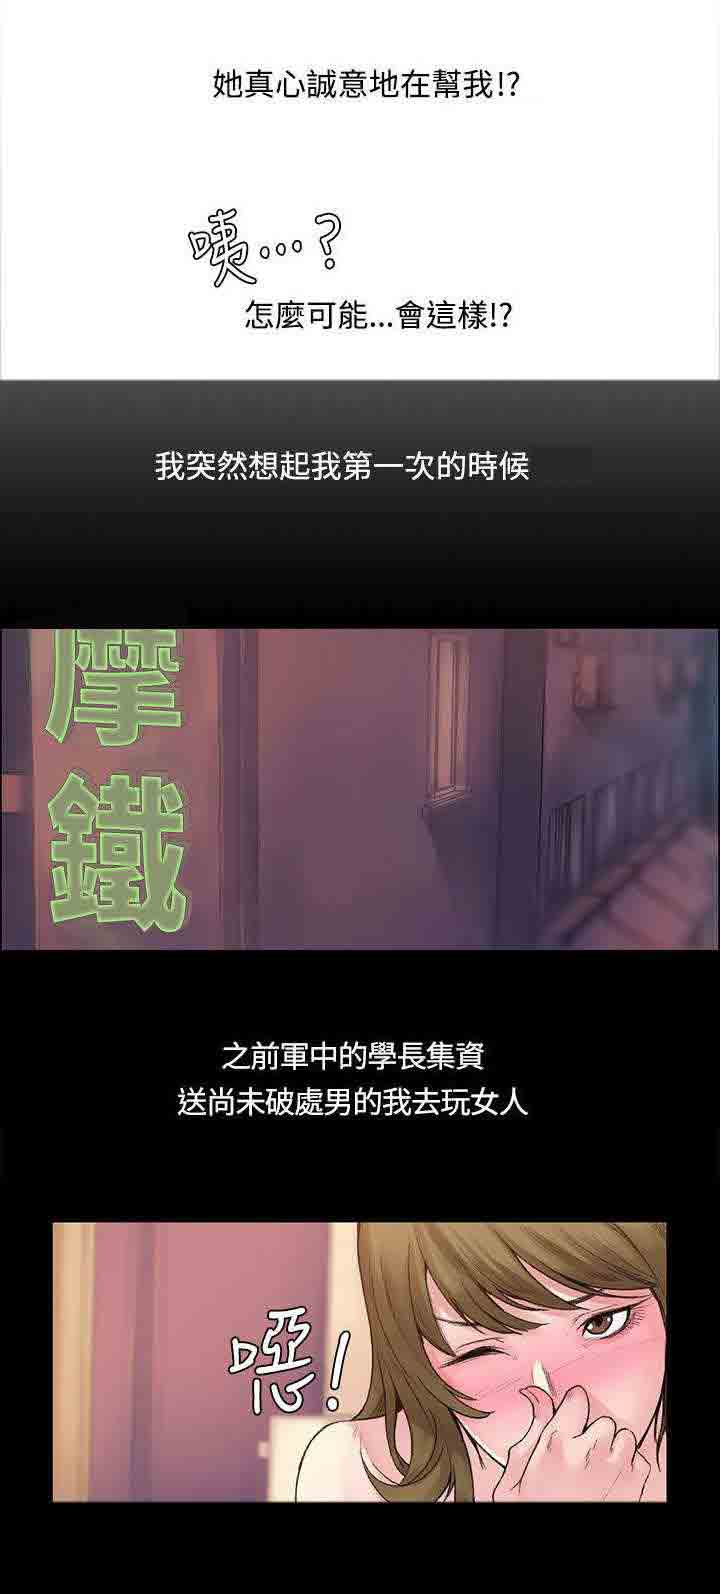 她真心誠意地在幫我!?
咦…?
怎麼可能...會這樣!?
我突然想起我第一次的時候
摩
鐵
之前軍中的學長集資
送尚未破處男的我去玩女人
噁!